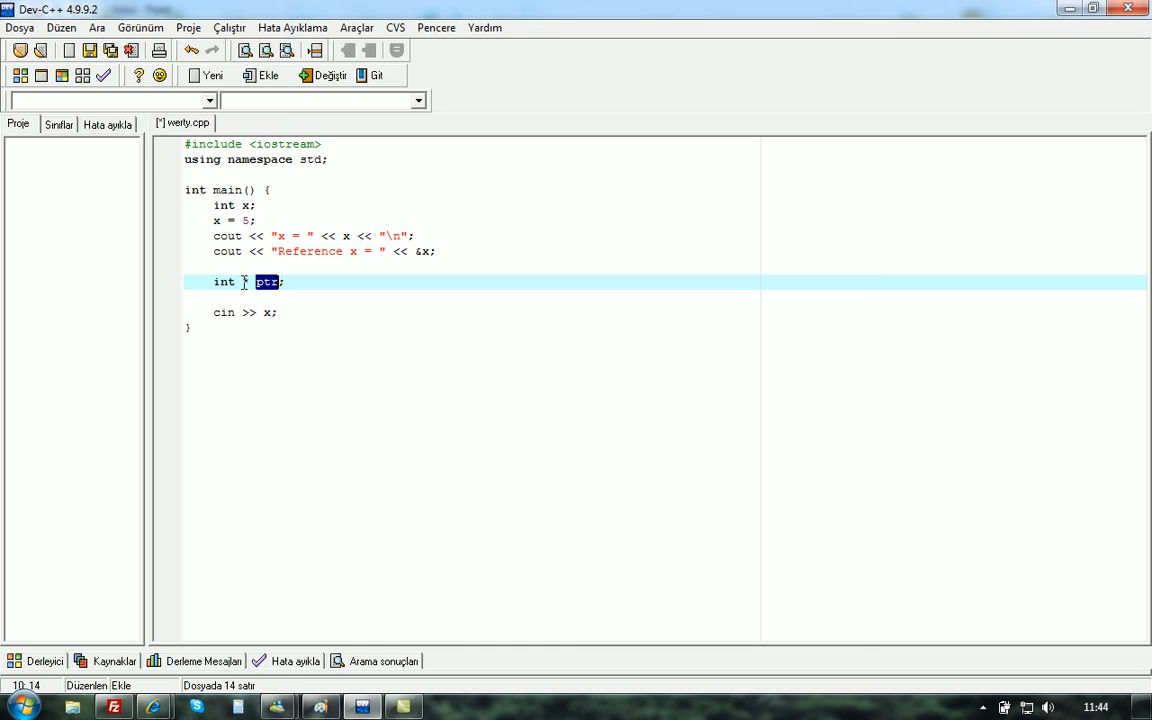 Dev-C++ 4.9.9.2
Dosya Düzen Ara Görünüm Proje Çalıştır Hata Ayıklama Araçlar CVS Pencere Yardım
Yeni Ekle Değiştir Git
Proje Sınıflar Hata ayıkla [*] werty.cpp
#include <iostream>
using namespace std;
int main() {
int x;
x = 5;
cout << "x = " << x << "\n";
cout << "Reference x = " << &x;
int * ptr;
cin >> x;
}
Derleyici Kaynaklar Derleme Mesajları Hata ayıkla Arama sonuçları
10: 14 Düzenlen Ekle Dosyada 14 satır
11:44